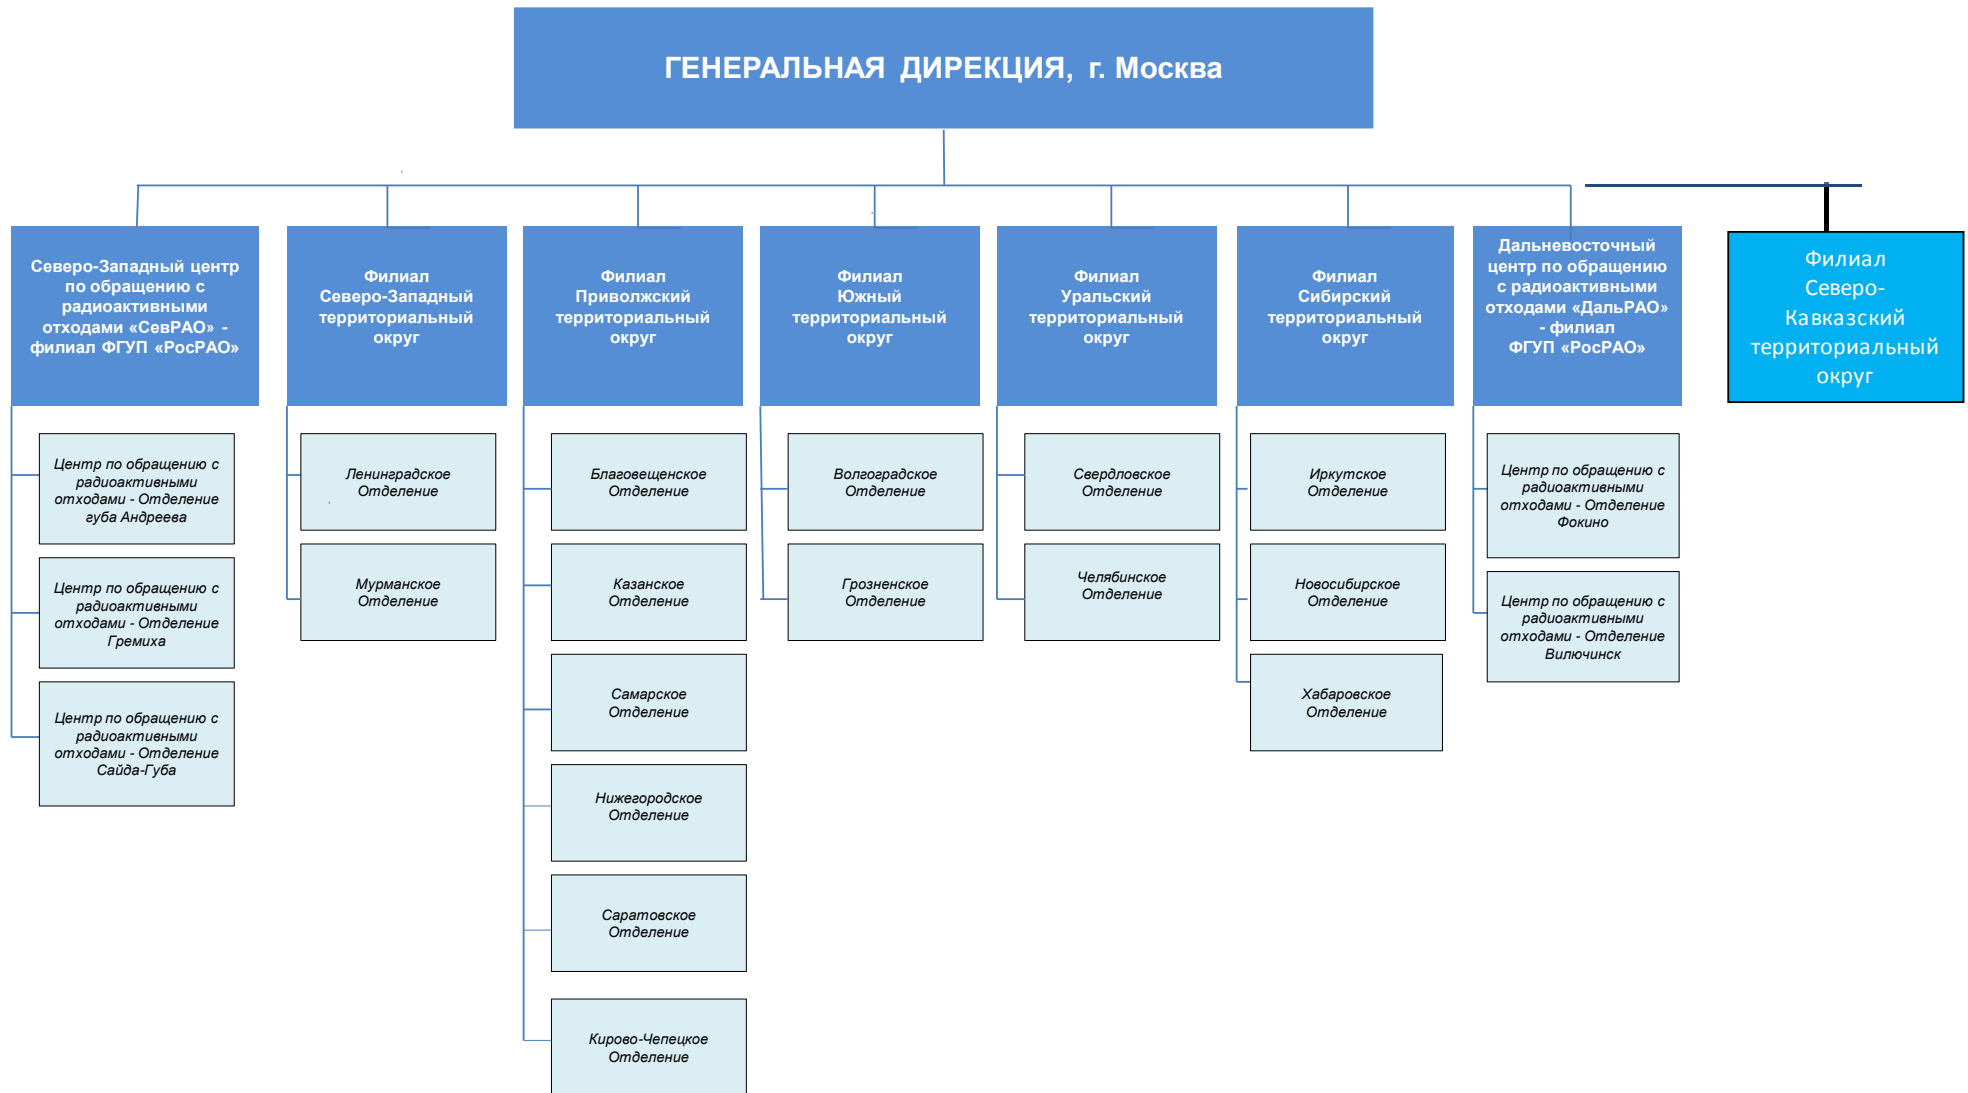 ГЕНЕРАЛЬНАЯ ДИРЕКЦИЯ, г. Москва
Северо-Западный центр
по обращению с
радиоактивными
отходами «СевРАО» -
филиал ФГУП «РосРАО»
Филиал
Северо-Западный
территориальный
округ
Филиал
Приволжский
территориальный
округ
Филиал
Южный
территориальный
округ
Филиал
Уральский
территориальный
округ
Филиал
Сибирский
территориальный
округ
Дальневосточный
центр по обращению
с радиоактивными
отходами «ДальРАО»
- филиал
ФГУП «РосРАО»
Филиал
Северо-
Кавказский
территориальный
округ
Центр по обращению с
радиоактивными
отходами - Отделение
губа Андреева
Центр по обращению с
радиоактивными
отходами - Отделение
Гремиха
Центр по обращению с
радиоактивными
отходами - Отделение
Сайда-Губа
Ленинградское
Отделение
Мурманское
Отделение
Благовещенское
Отделение
Казанское
Отделение
Самарское
Отделение
Нижегородское
Отделение
Саратовское
Отделение
Кирово-Чепецкое
Отделение
Волгоградское
Отделение
Грозненское
Отделение
Свердловское
Отделение
Челябинское
Отделение
Иркутское
Отделение
Новосибирское
Отделение
Хабаровское
Отделение
Центр по обращению с
радиоактивными
отходами - Отделение
Фокино
Центр по обращению с
радиоактивными
отходами - Отделение
Вилючинск